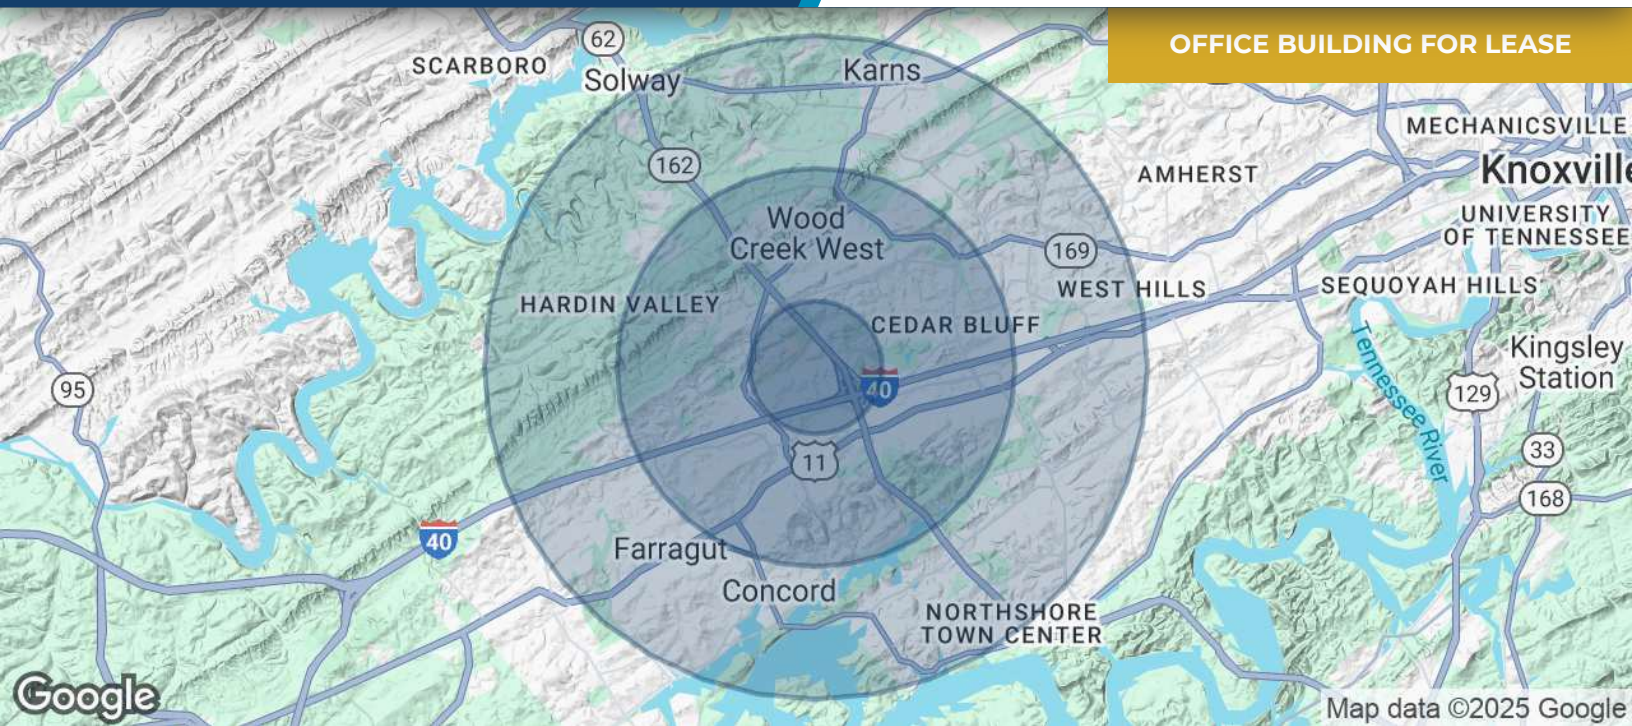 OFFICE BUILDING FOR LEASE
62
SCARBORO
Solway
Karns
MECHANICSVILLE
162
AMHERST
Knoxville
Wood
Creek West
UNIVERSITY
OF TENNESSEE
169
WEST HILLS
SEQUOYAH HILLS
HARDIN VALLEY
CEDAR BLUFF
Tennessee River
Kingsley
Station
95
40
129
11
33
168
40
Farragut
Concord
NORTHSHORE
TOWN CENTER
Google
Map data ©2025 Google